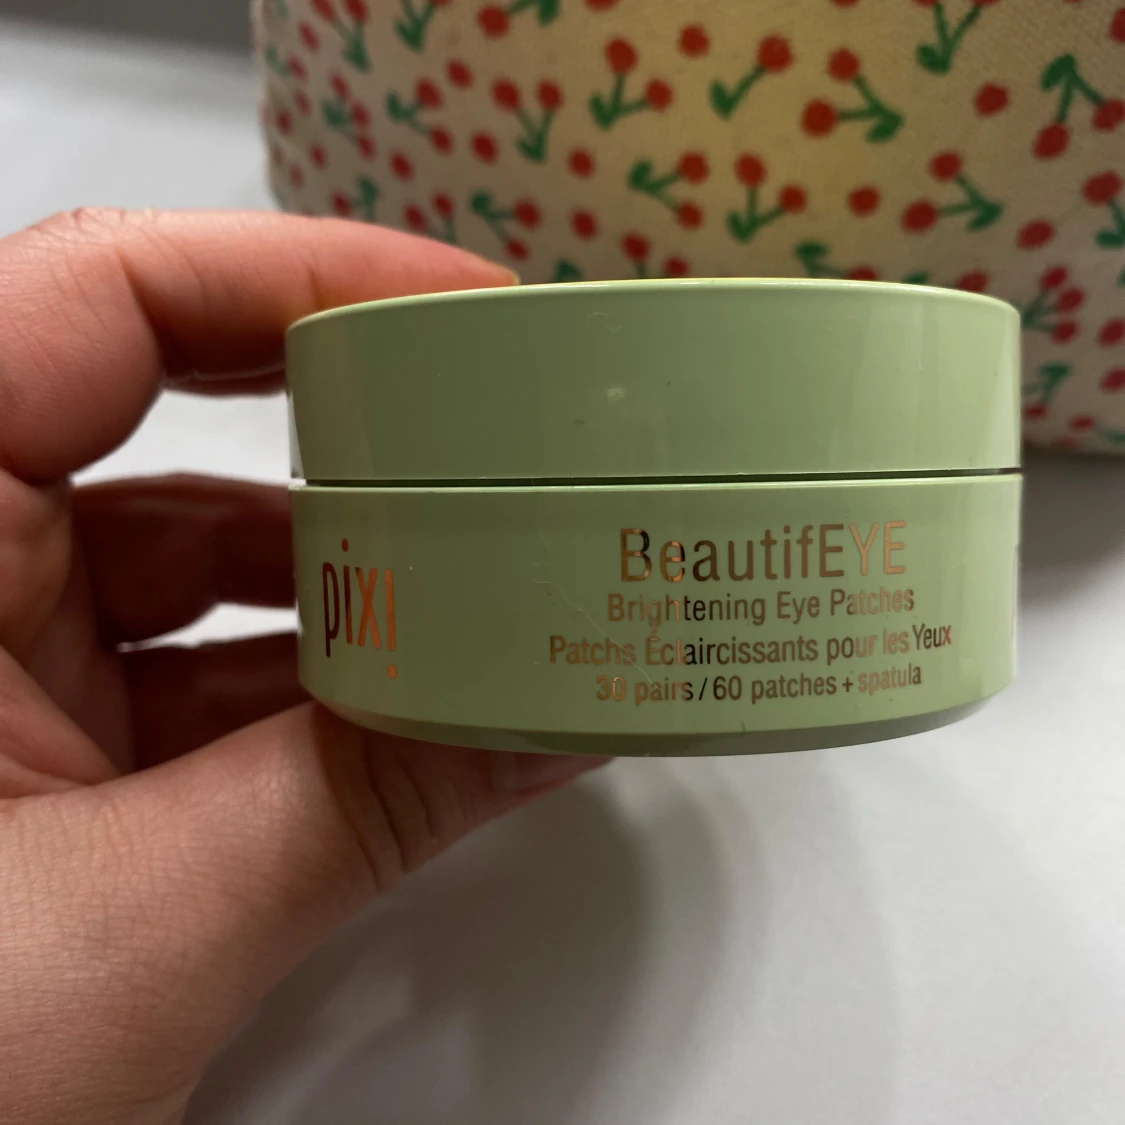 pixi
BeautifEYE
Brightening Eye Patches
Patchs Éclaircissants pour les Yeux
30 pairs / 60 patches + spatula